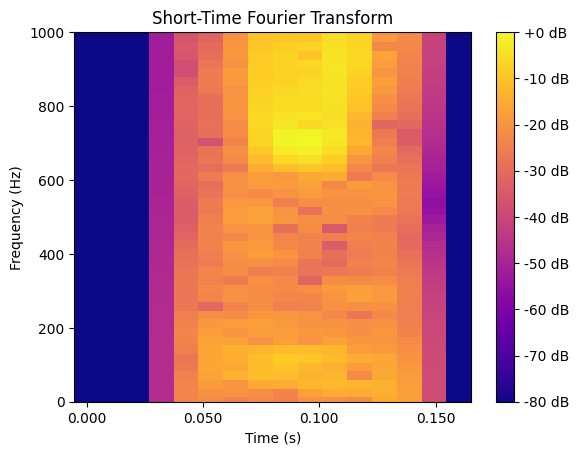 Short-Time Fourier Transform
1000
800
600
400
200
0
Frequency (Hz)
0.000
0.050
0.100
0.150
Time (s)
+0 dB
-10 dB
-20 dB
-30 dB
-40 dB
-50 dB
-60 dB
-70 dB
-80 dB